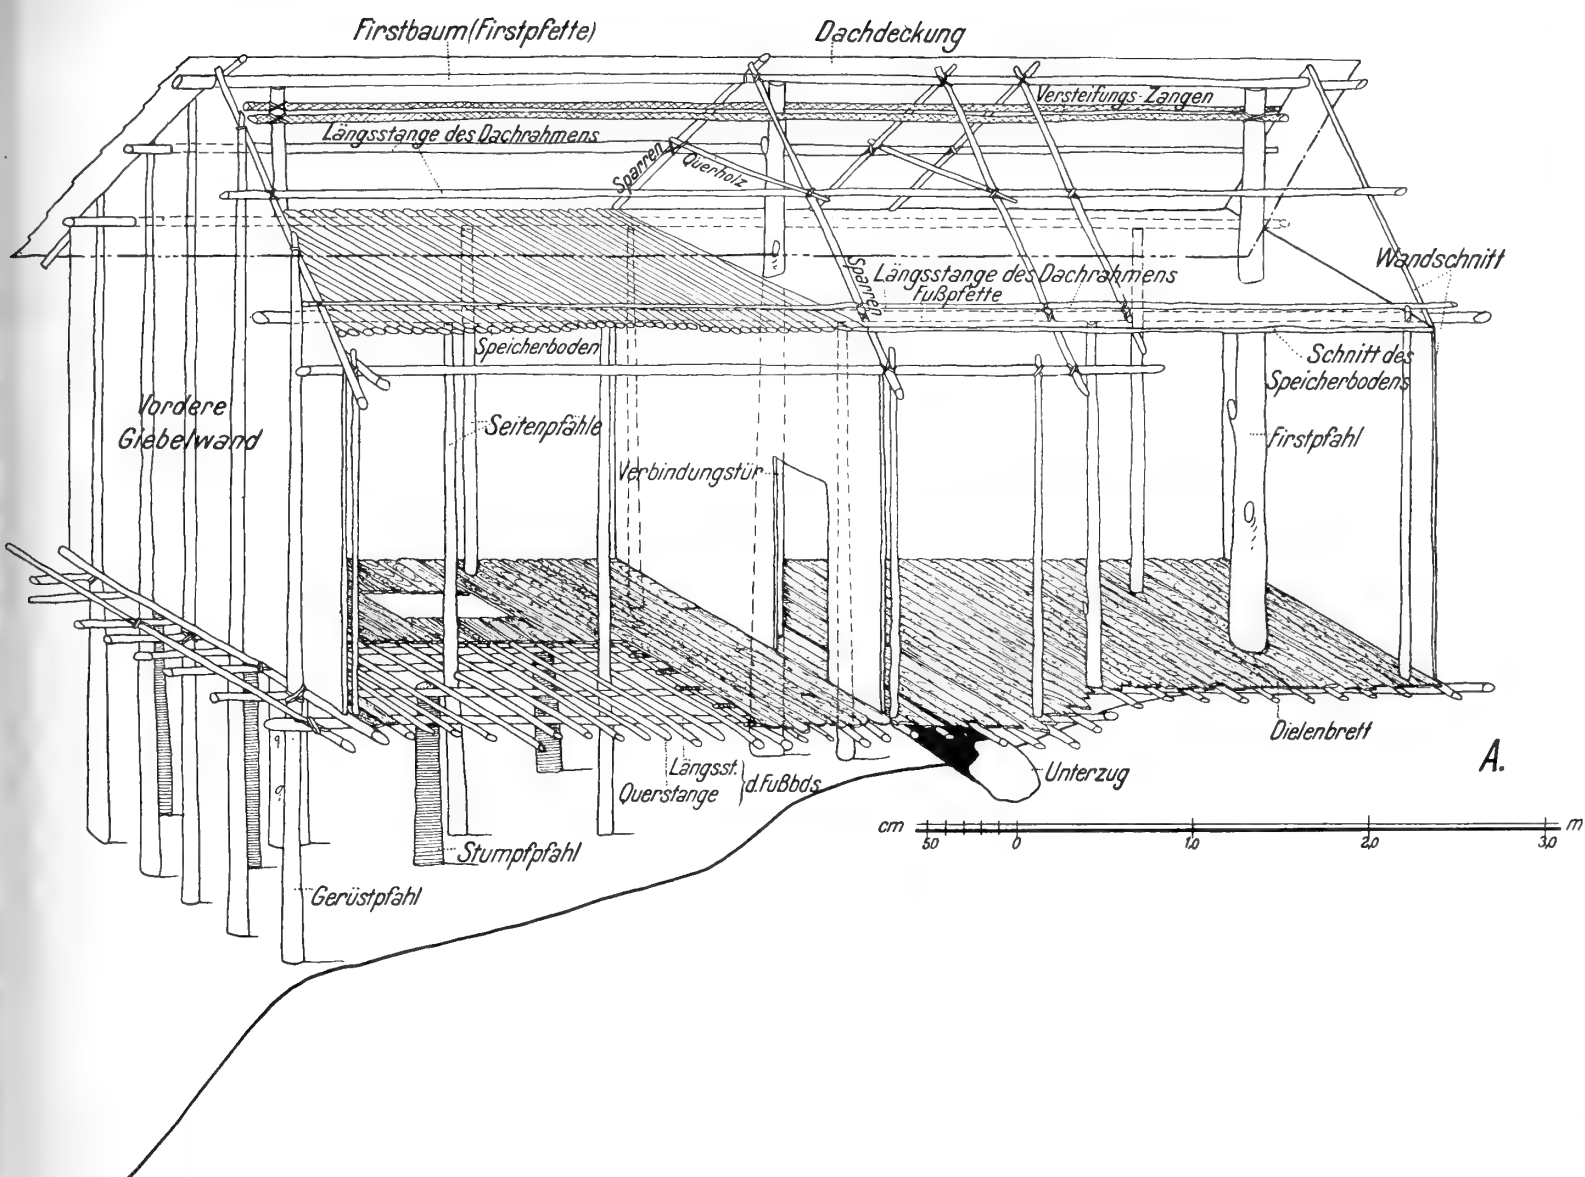 Firstbaum (Firstpfette)
Dachdeckung
Versteifungs-Zangen
Längsstange des Dachrahmens
Sparren
Querholz
Wandschnitt
Sparren
Längsstange des Dachrahmens
Fußpfette
Speicherboden
Schnitt des
Speicherbodens
Vordere
Giebelwand
Seitenpfähle
Firstpfahl
Verbindungstür
Dielenbrett
A.
Längsst.
Querstange
d. Fußbds.
Unterzug
cm
50
0
1,0
2,0
3,0
m
Stumpfpfahl
Gerüstpfahl